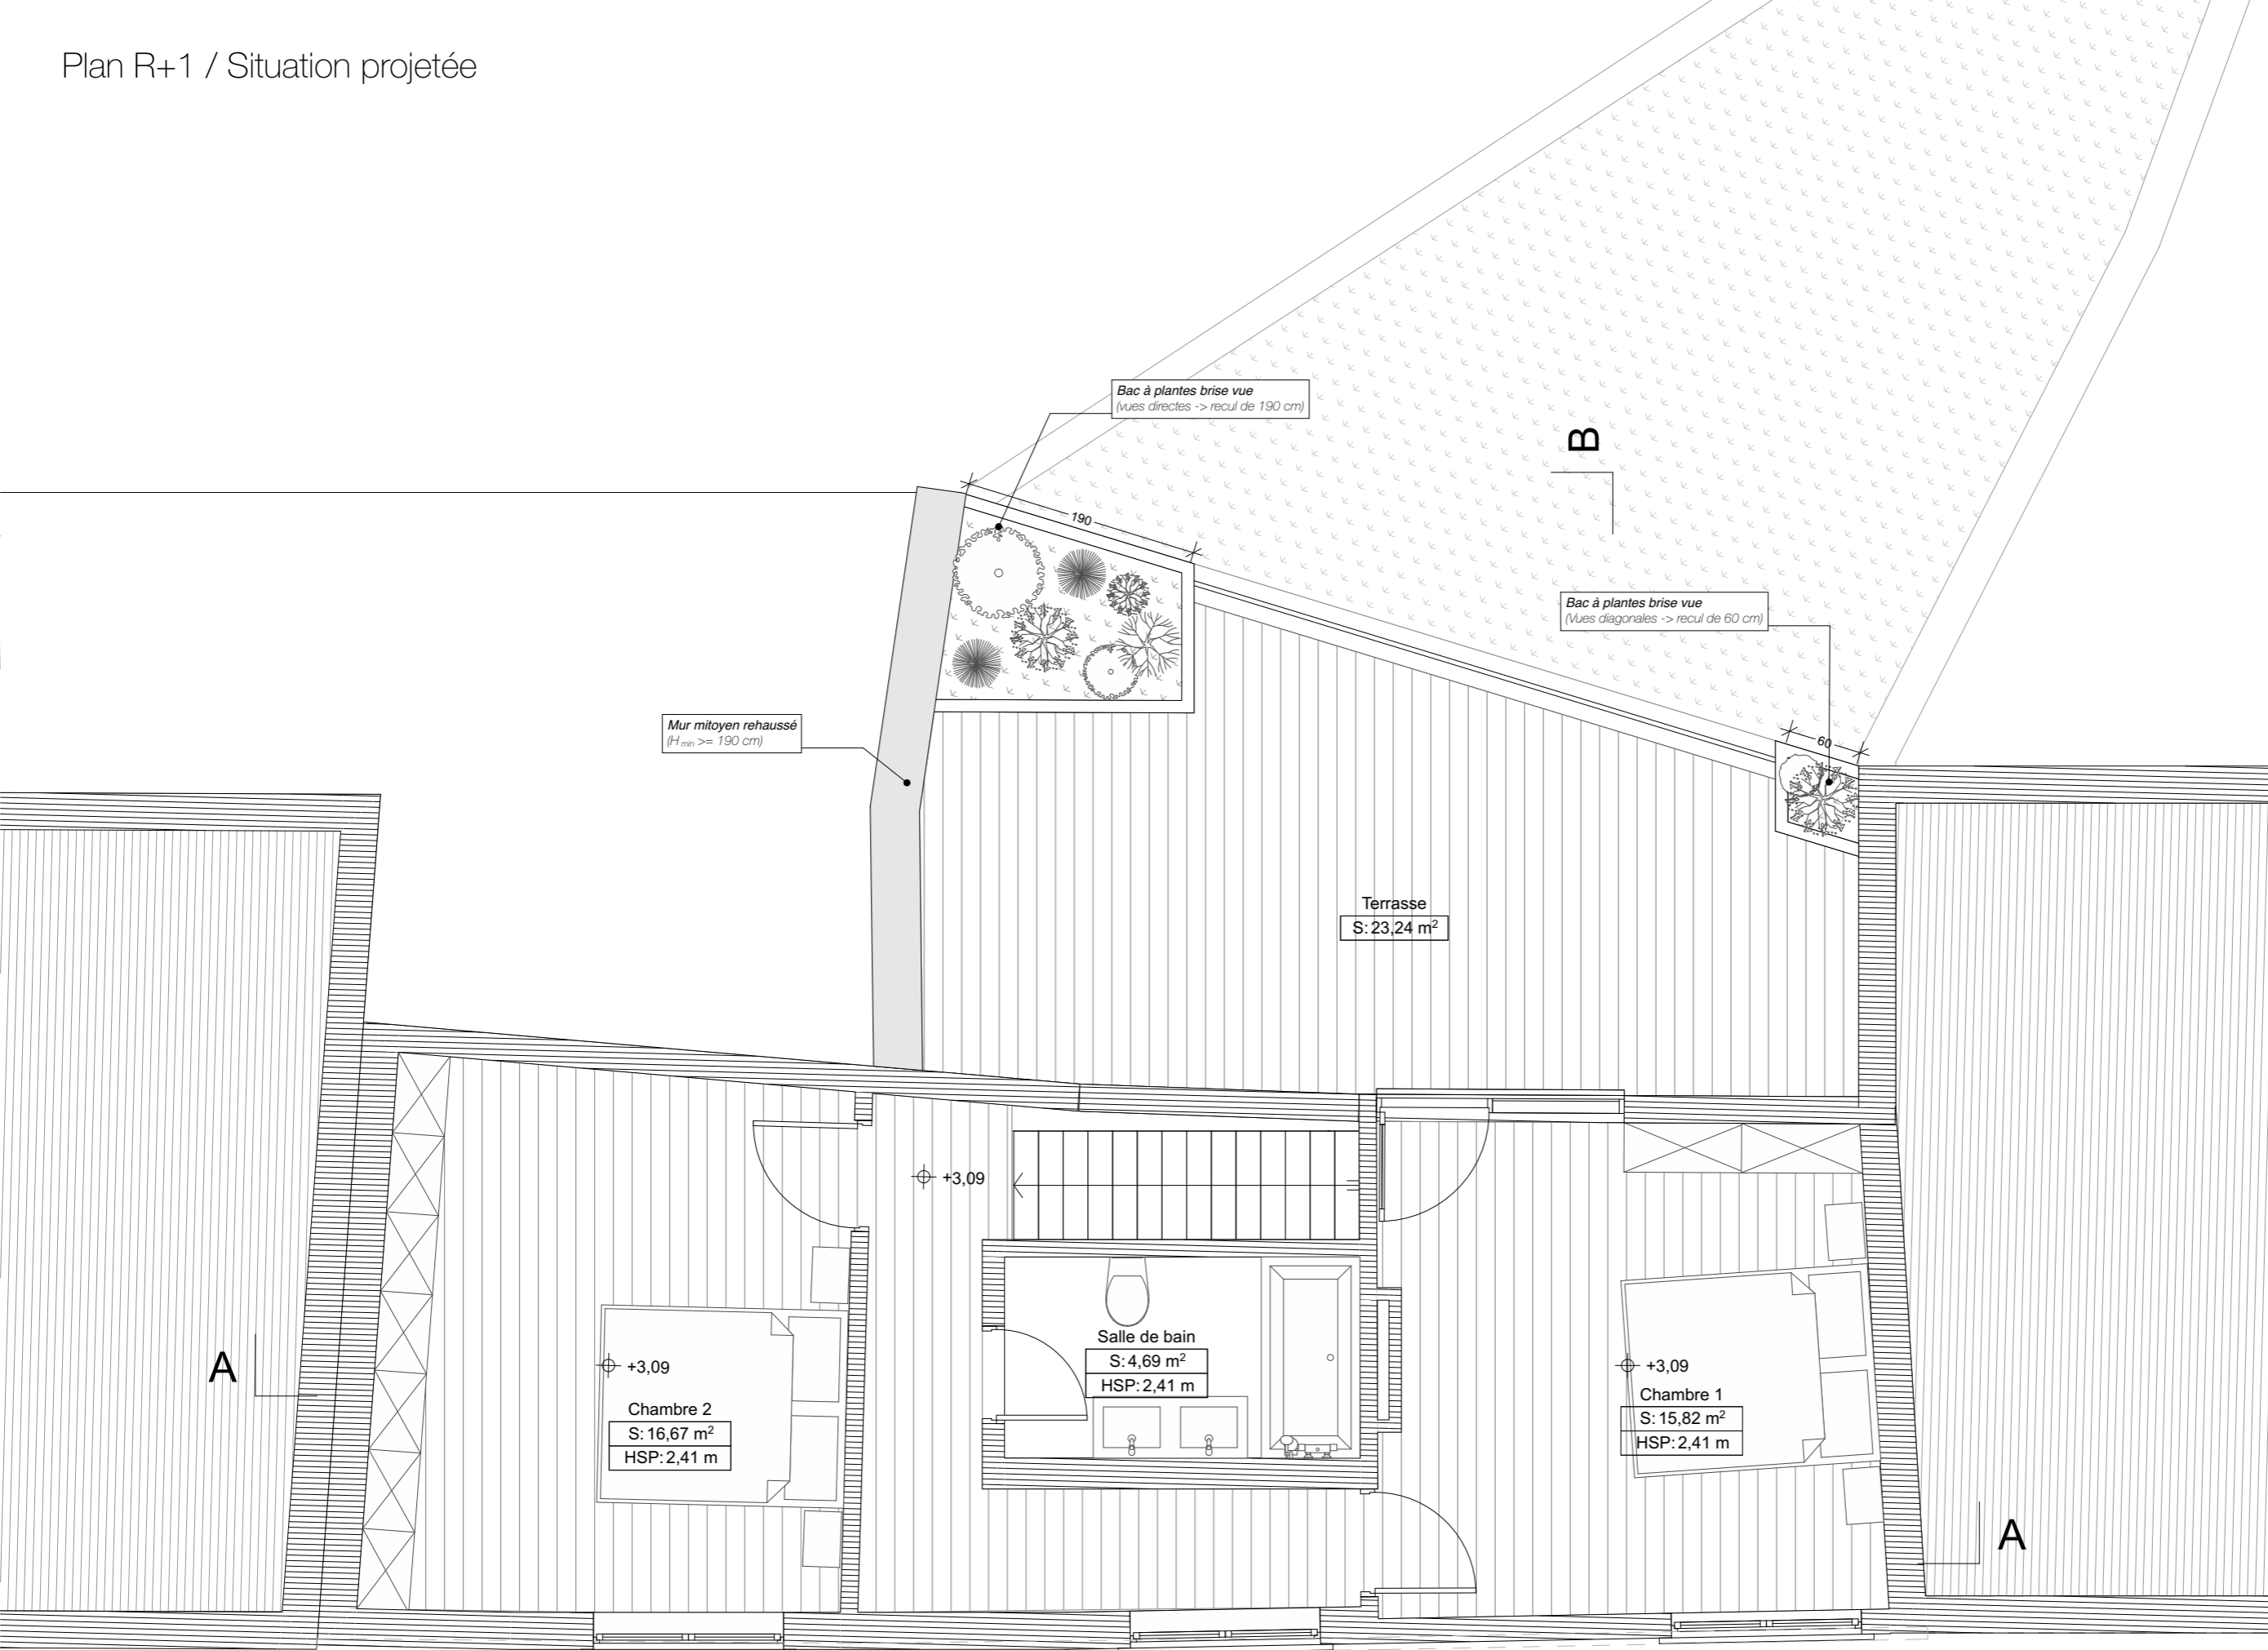 Plan R+1 / Situation projetée
Bac à plantes brise vue
(vues directes -> recul de 190 cm)
B
190
Bac à plantes brise vue
(Vues diagonales -> recul de 60 cm)
Mur mitoyen rehaussé
(H min >= 190 cm)
60
Terrasse
S: 23,24 m²
+3,09
Salle de bain
S: 4,69 m²
HSP: 2,41 m
A
+3,09
Chambre 2
S: 16,67 m²
HSP: 2,41 m
+3,09
Chambre 1
S: 15,82 m²
HSP: 2,41 m
A